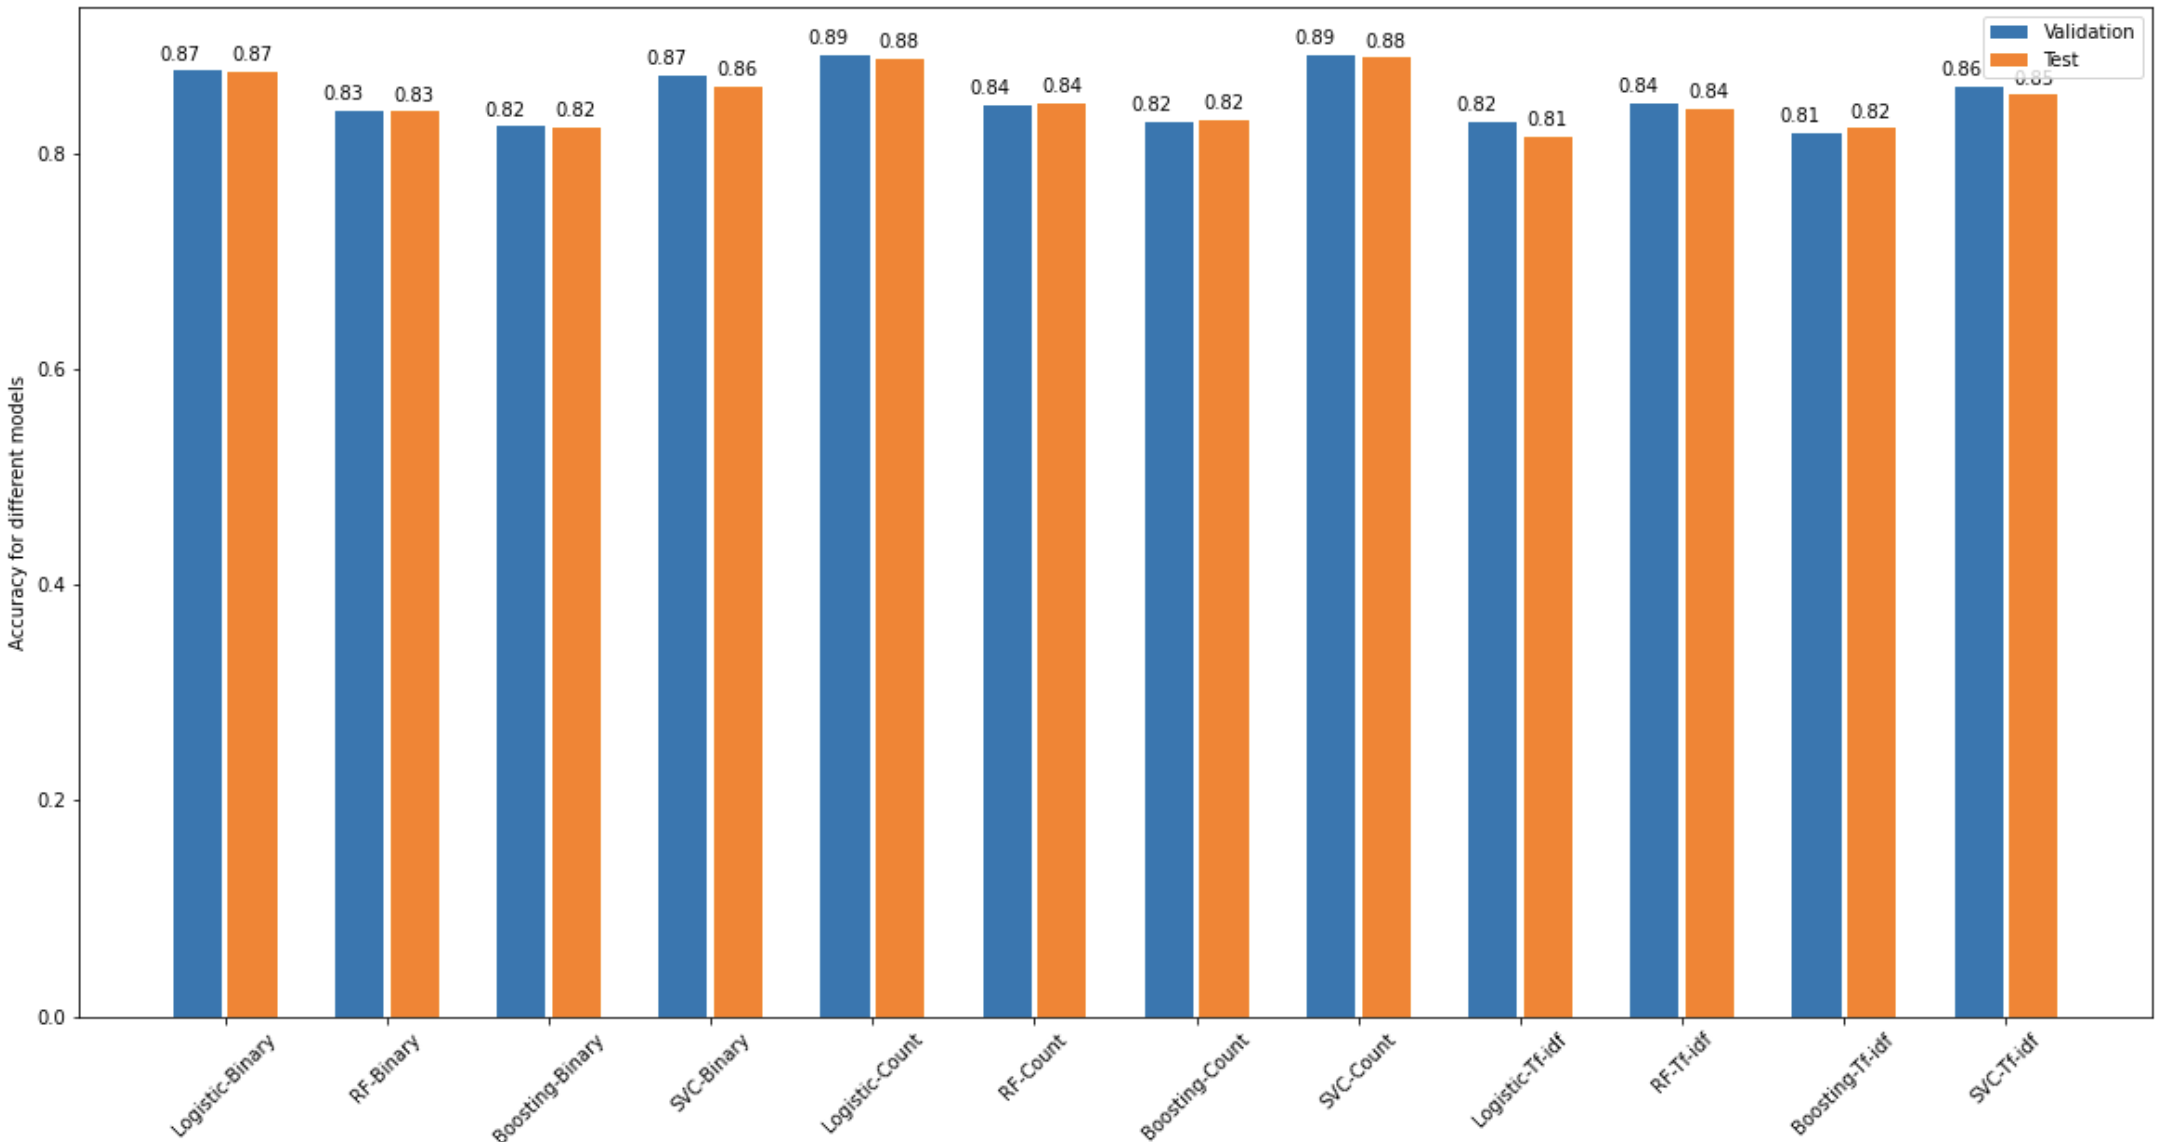 Validation
Test
0.87
0.87
0.83
0.83
0.82
0.82
0.87
0.86
0.89
0.88
0.84
0.84
0.82
0.82
0.89
0.88
0.82
0.81
0.84
0.84
0.81
0.82
0.86
0.85
Accuracy for different models
0.8
0.6
0.4
0.2
0.0
Logistic-Binary
RF-Binary
Boosting-Binary
SVC-Binary
Logistic-Count
RF-Count
Boosting-Count
SVC-Count
Logistic-Tf-idf
RF-Tf-idf
Boosting-Tf-idf
SVC-Tf-idf